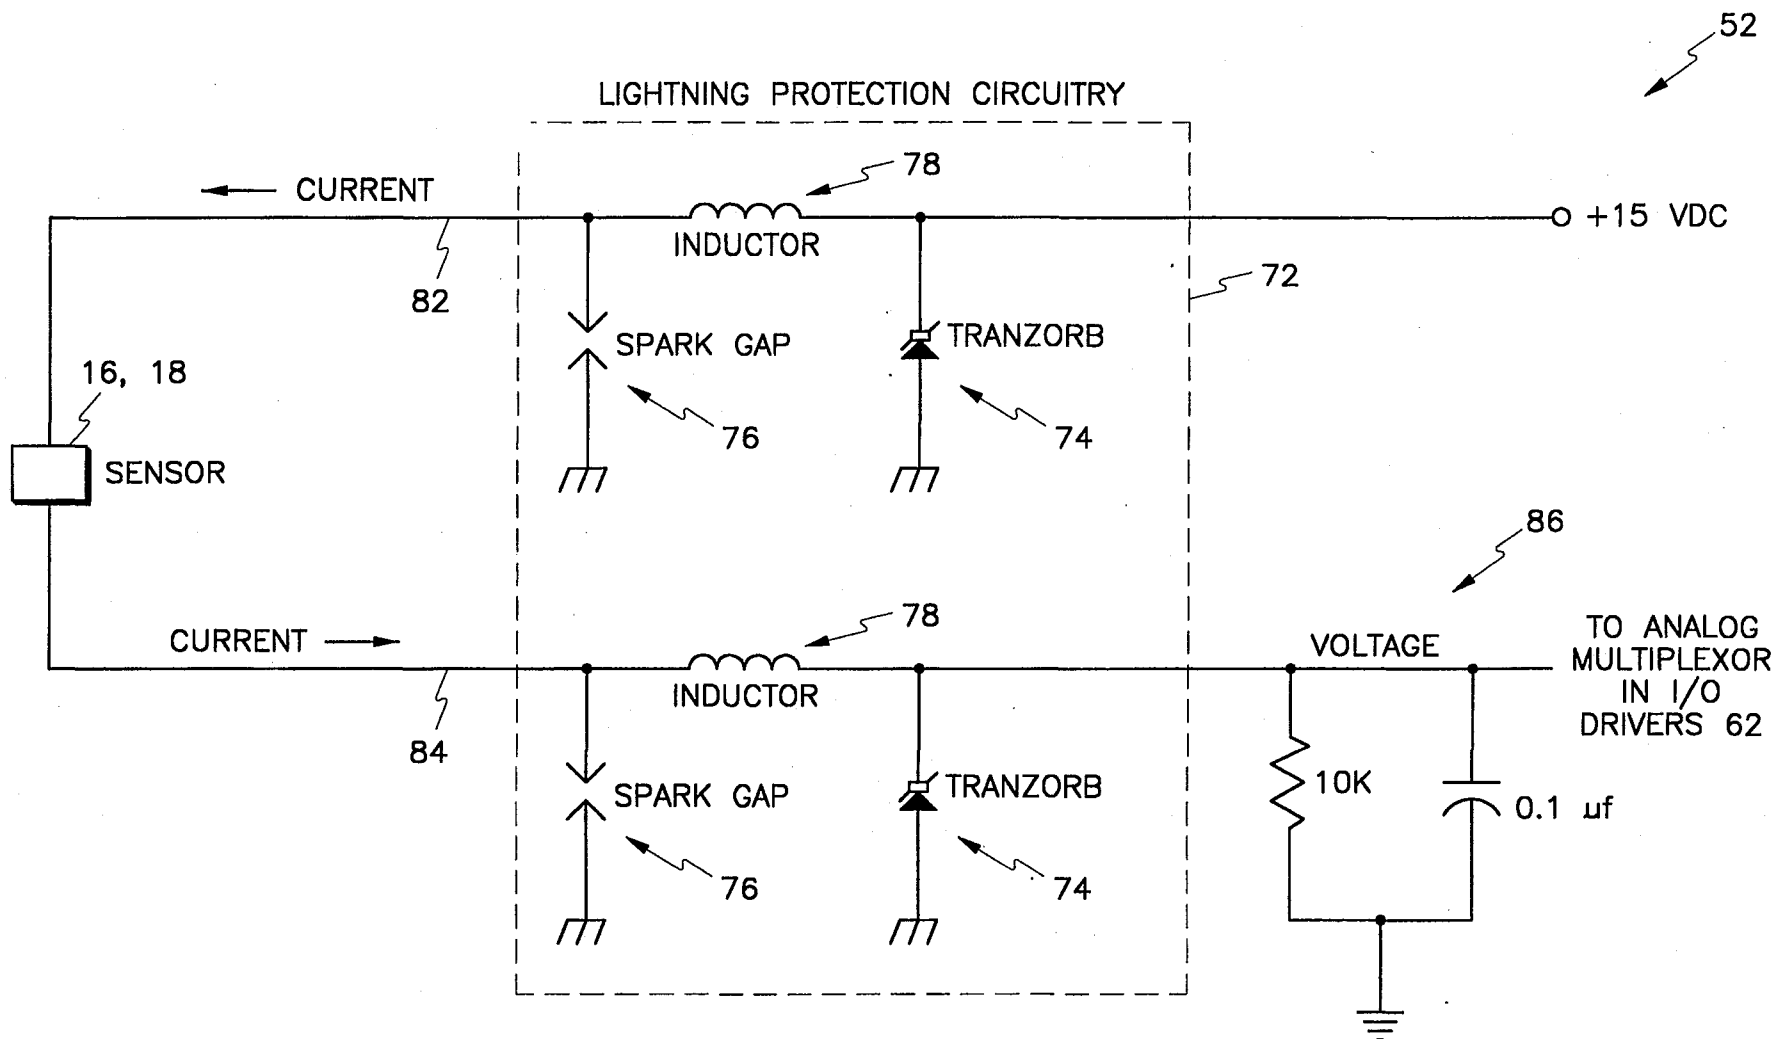 52
LIGHTNING PROTECTION CIRCUITRY
78
CURRENT
+15 VDC
INDUCTOR
72
82
SPARK GAP
TRANZORB
16, 18
76
74
SENSOR
86
78
TO ANALOG
MULTIPLEXOR
IN I/O
DRIVERS 62
CURRENT
VOLTAGE
INDUCTOR
84
SPARK GAP
TRANZORB
10K
0.1 µf
76
74